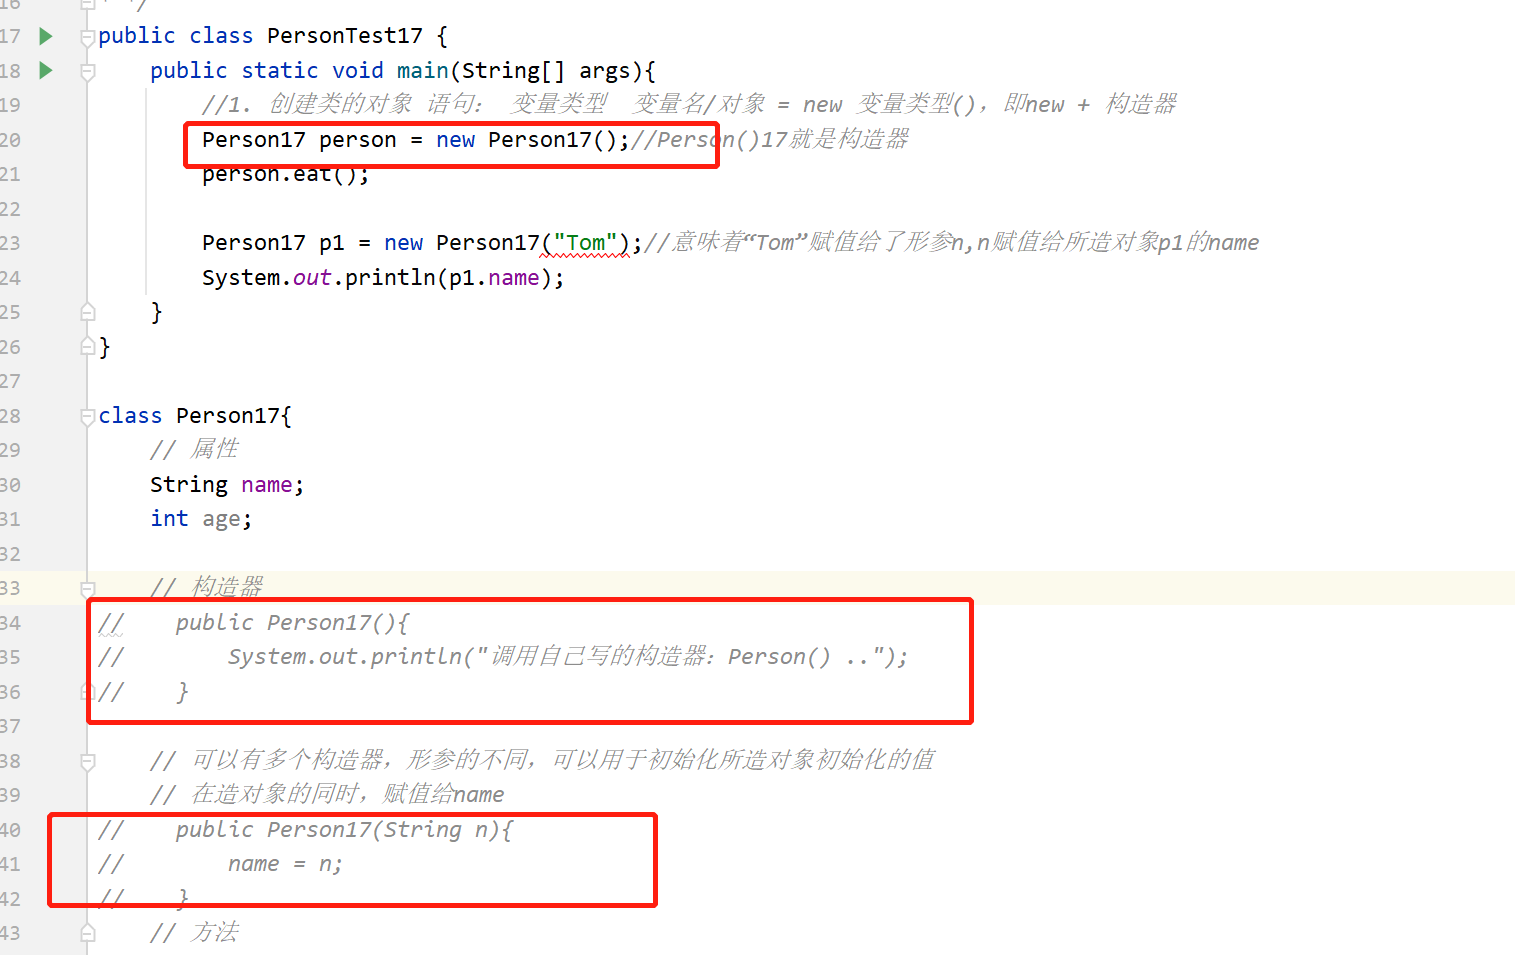 16 */
17 public class PersonTest17 {
18 public static void main(String[] args){
19 //1. 创建类的对象 语句： 变量类型 变量名/对象 = new 变量类型()，即new + 构造器
20 Person17 person = new Person17();//Person()17就是构造器
21 person.eat();
22
23 Person17 p1 = new Person17("Tom");//意味着“Tom”赋值给了形参n,n赋值给所造对象p1的name
24 System.out.println(p1.name);
25 }
26 }
27
28 class Person17{
29 // 属性
30 String name;
31 int age;
32
33 // 构造器
34 // public Person17(){
35 // System.out.println("调用自己写的构造器：Person() ..");
36 // }
37
38 // 可以有多个构造器，形参的不同，可以用于初始化所造对象初始化的值
39 // 在造对象的同时，赋值给name
40 // public Person17(String n){
41 // name = n;
42 // }
43 // 方法